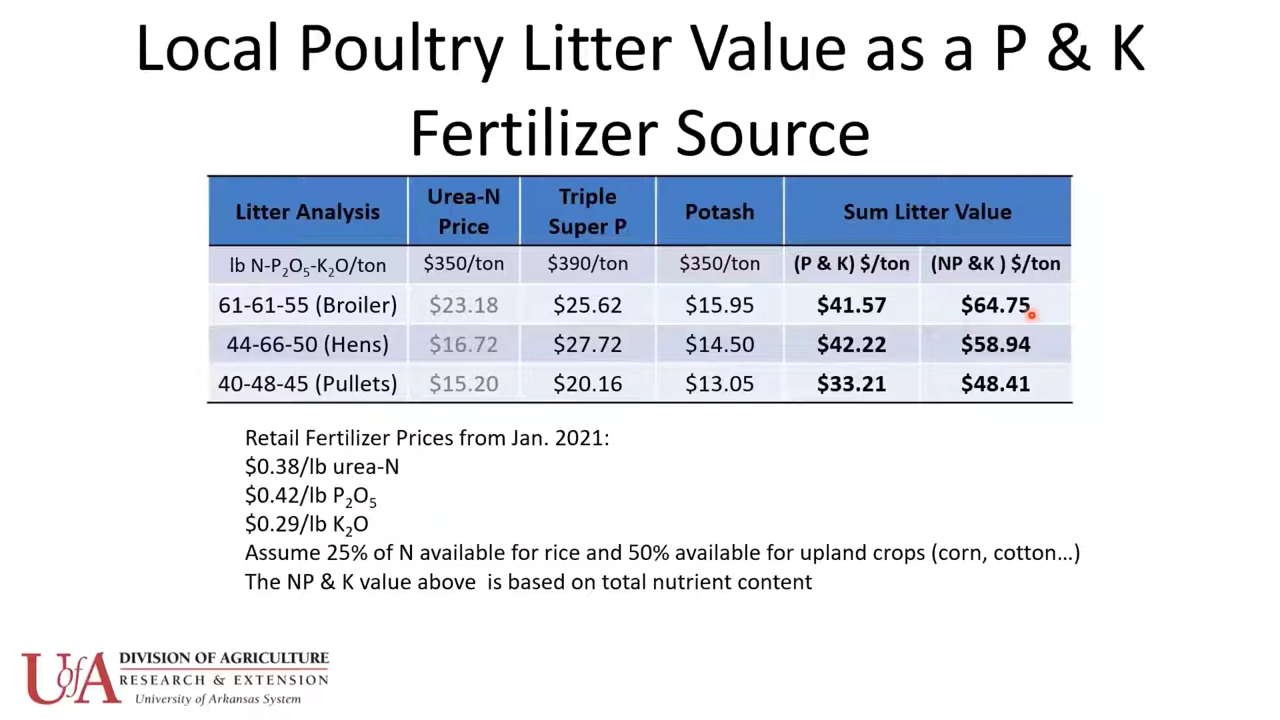 Local Poultry Litter Value as a P & K
Fertilizer Source
Litter Analysis Urea-N Price Triple Super P Potash Sum Litter Value
lb N-P₂O₅-K₂O/ton $350/ton $390/ton $350/ton (P & K) $/ton (NP &K ) $/ton
61-61-55 (Broiler) $23.18 $25.62 $15.95 $41.57 $64.75
44-66-50 (Hens) $16.72 $27.72 $14.50 $42.22 $58.94
40-48-45 (Pullets) $15.20 $20.16 $13.05 $33.21 $48.41
Retail Fertilizer Prices from Jan. 2021:
$0.38/lb urea-N
$0.42/lb P₂O₅
$0.29/lb K₂O
Assume 25% of N available for rice and 50% available for upland crops (corn, cotton...)
The NP & K value above is based on total nutrient content
UofA DIVISION OF AGRICULTURE
RESEARCH & EXTENSION
University of Arkansas System